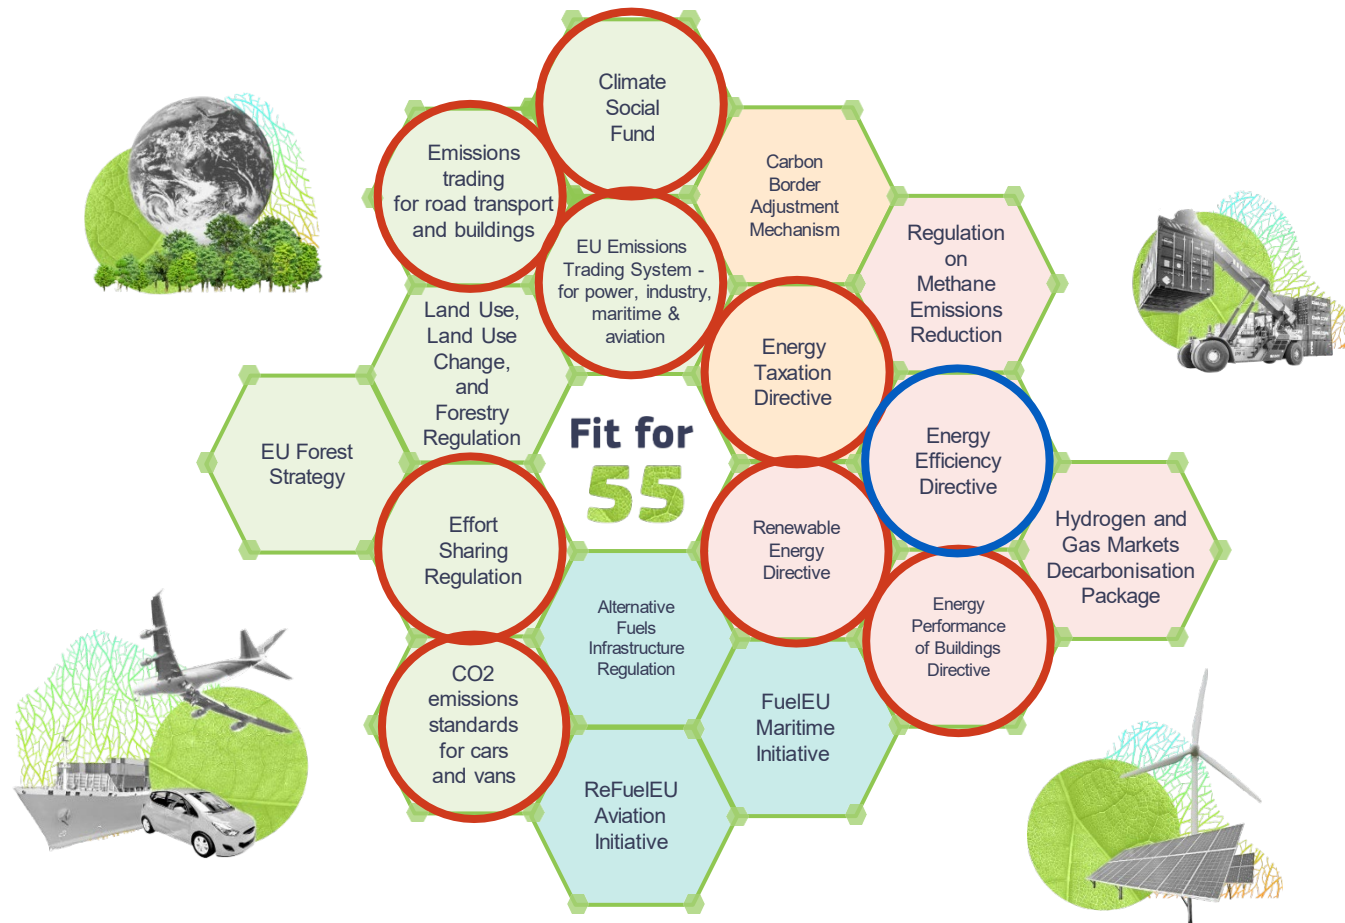 Climate
Social
Fund
Emissions
trading
for road transport
and buildings
Carbon
Border
Adjustment
Mechanism
EU Emissions
Trading System -
for power, industry,
maritime &
aviation
Regulation
on
Methane
Emissions
Reduction
Land Use,
Land Use
Change,
and
Forestry
Regulation
Energy
Taxation
Directive
EU Forest
Strategy
Fit for
55
Energy
Efficiency
Directive
Effort
Sharing
Regulation
Renewable
Energy
Directive
Hydrogen and
Gas Markets
Decarbonisation
Package
Alternative
Fuels
Infrastructure
Regulation
Energy
Performance
of Buildings
Directive
CO2
emissions
standards
for cars
and vans
FuelEU
Maritime
Initiative
ReFuelEU
Aviation
Initiative